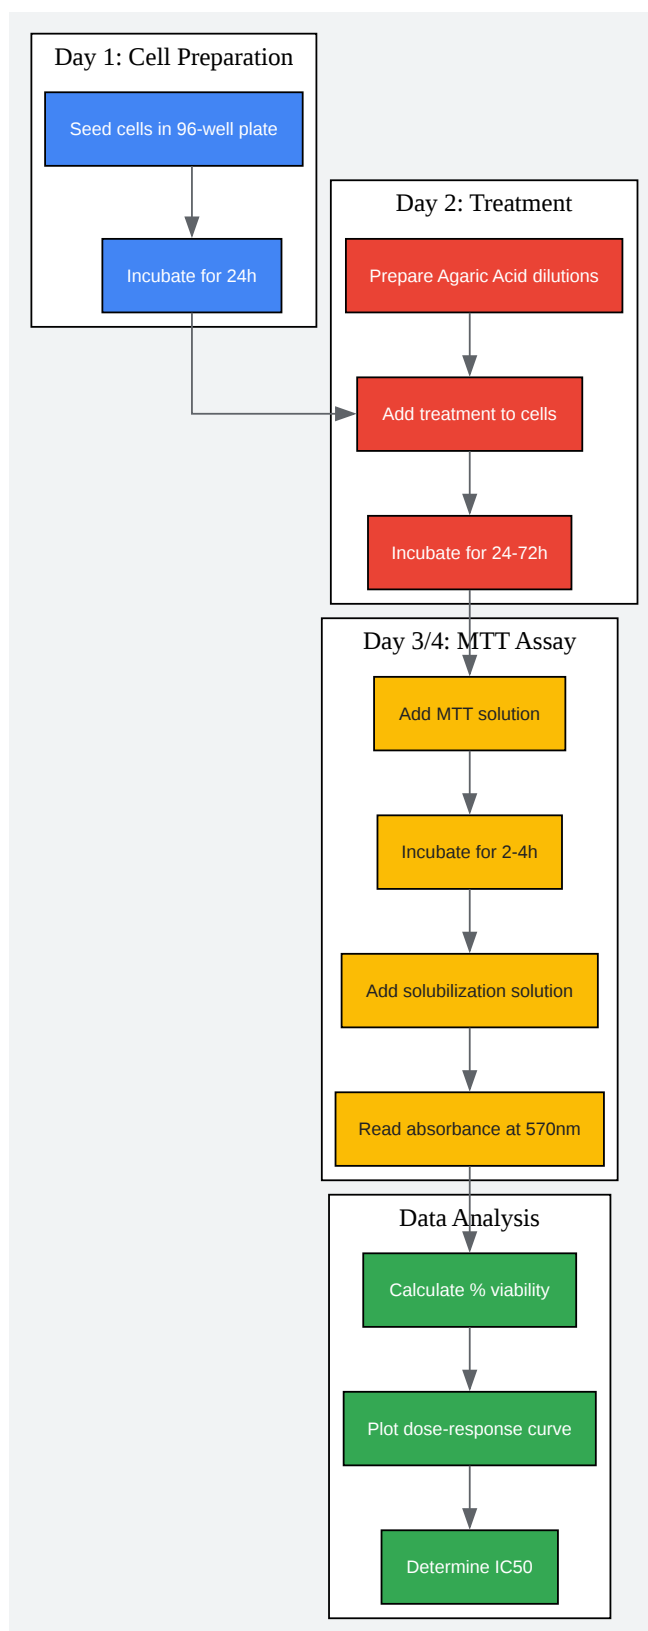 Day 1: Cell Preparation
Seed cells in 96-well plate
Incubate for 24h
Day 2: Treatment
Prepare Agaric Acid dilutions
Add treatment to cells
Incubate for 24-72h
Day 3/4: MTT Assay
Add MTT solution
Incubate for 2-4h
Add solubilization solution
Read absorbance at 570nm
Data Analysis
Calculate % viability
Plot dose-response curve
Determine IC50